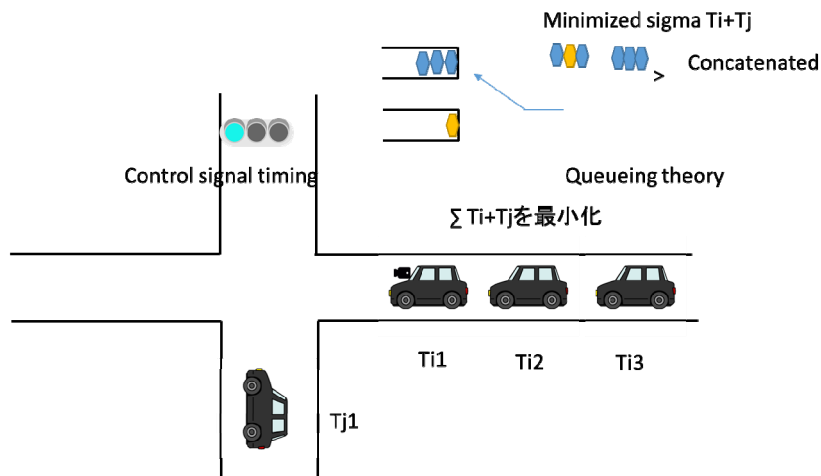 Minimized sigma Ti+Tj
> Concatenated
Control signal timing
Queueing theory
∑ Ti+Tjを最小化
Ti1
Ti2
Ti3
Tj1